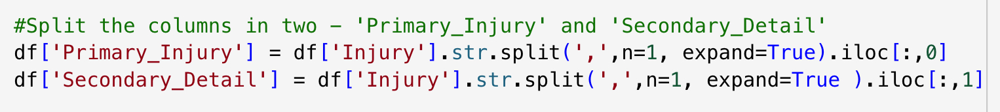 #Split the columns in two - 'Primary_Injury' and 'Secondary_Detail'
df['Primary_Injury'] = df['Injury'].str.split(',',n=1, expand=True).iloc[:,0]
df['Secondary_Detail'] = df['Injury'].str.split(',',n=1, expand=True ).iloc[:,1]